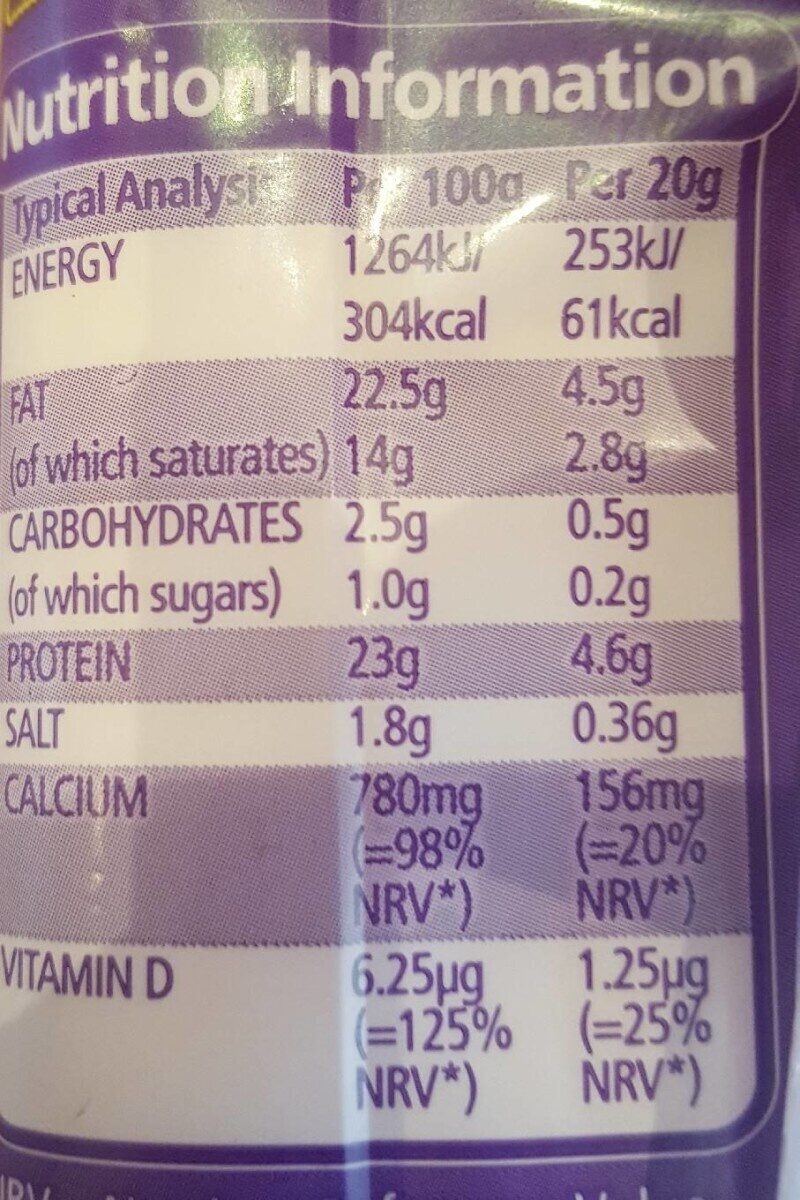 Nutrition Information
Typical Analysis Per 100g Per 20g
ENERGY 1264kJ/ 253kJ/
304kcal 61kcal
FAT 22.5g 4.5g
(of which saturates) 14g 2.8g
CARBOHYDRATES 2.5g 0.5g
(of which sugars) 1.0g 0.2g
PROTEIN 23g 4.6g
SALT 1.8g 0.36g
CALCIUM 780mg 156mg
(=98% (=20%
NRV*) NRV*)
VITAMIN D 6.25µg 1.25µg
(=125% (=25%
NRV*) NRV*)